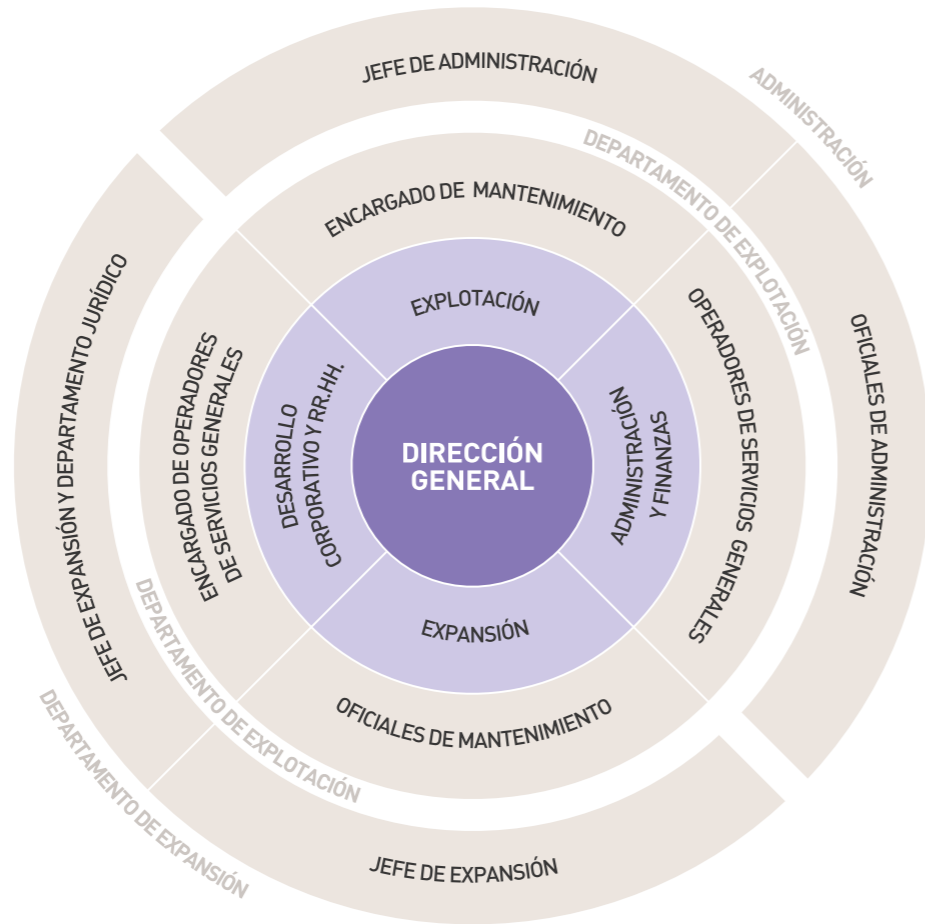 JEFE DE ADMINISTRACIÓN
ADMINISTRACIÓN
DEPARTAMENTO DE EXPLOTACIÓN
ENCARGADO DE MANTENIMIENTO
EXPLOTACIÓN
JEFE DE EXPANSIÓN Y DEPARTAMENTO JURÍDICO
ENCARGADO DE OPERADORES
DE SERVICIOS GENERALES
DESARROLLO
CORPORATIVO Y RR.HH.
DIRECCIÓN
GENERAL
ADMINISTRACIÓN
Y FINANZAS
OPERADORES DE SERVICIOS GENERALES
OFICIALES DE ADMINISTRACIÓN
EXPANSIÓN
OFICIALES DE MANTENIMIENTO
DEPARTAMENTO DE EXPLOTACIÓN
DEPARTAMENTO DE EXPANSIÓN
JEFE DE EXPANSIÓN